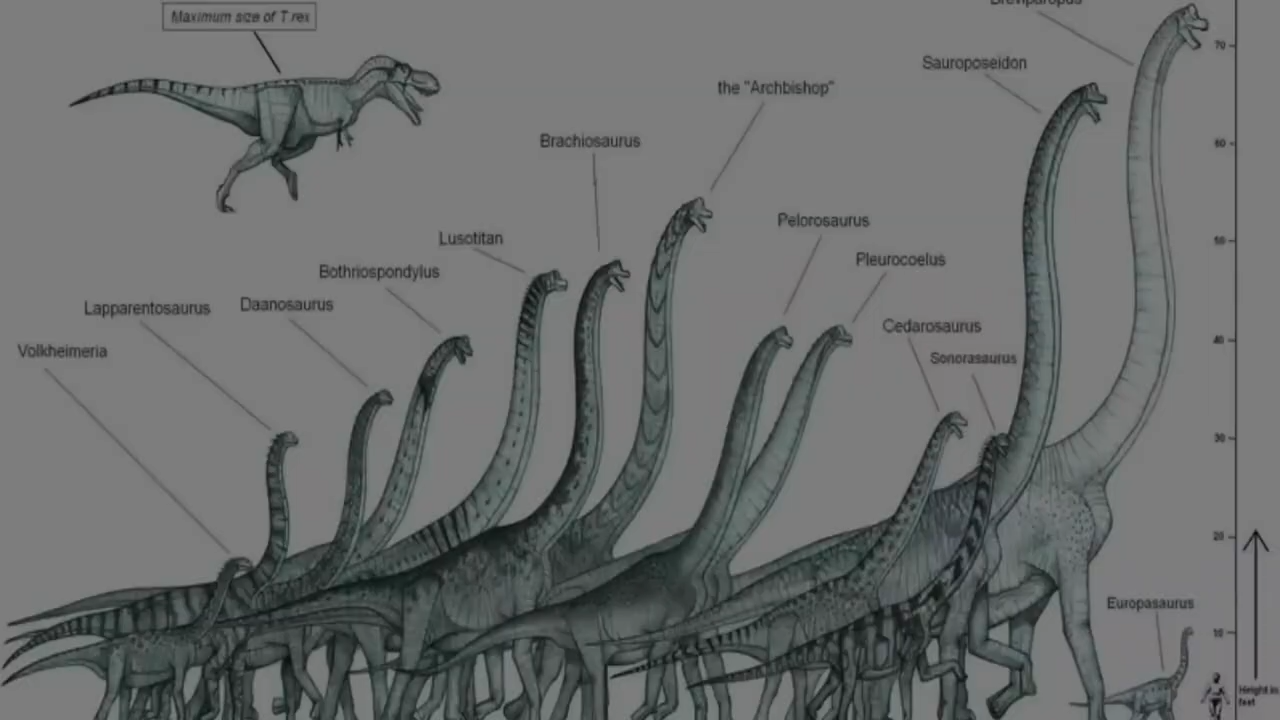 Maximum size of T.rex
Breviparopus
Sauroposeidon
70
the "Archbishop"
Brachiosaurus
60
Pelorosaurus
Lusotitan
50
Pleurocoelus
Bothriospondylus
Daanosaurus
Lapparentosaurus
Cedarosaurus
40
Volkheimeria
Sonorasaurus
30
20
Europasaurus
10
Height in
feet